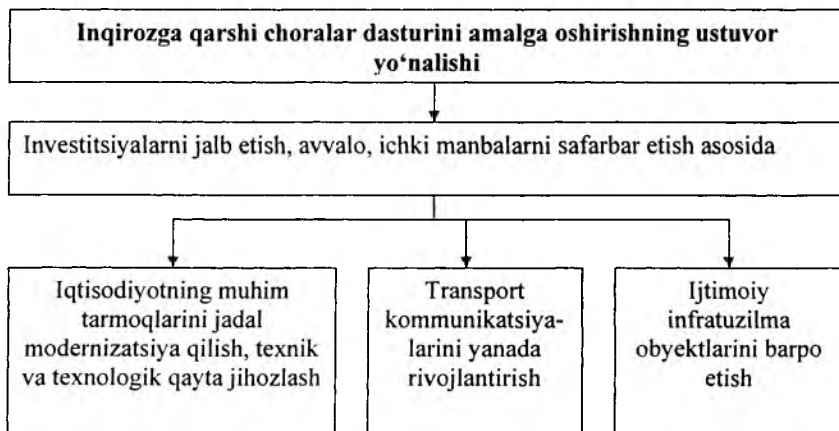 Inqirozga qarshi choralar dasturini amalga oshirishning ustuvor
yo‘nalishi
Investitsiyalarni jalb etish, avvalo, ichki manbalarni safarbar etish asosida
Iqtisodiyotning muhim
tarmoqlarini jadal
modernizatsiya qilish, texnik
va texnologik qayta jihozlash
Transport
kommunikatsiya-
larini yanada
rivojlantirish
Ijtimoiy
infratuzilma
obyektlarini barpo
etish